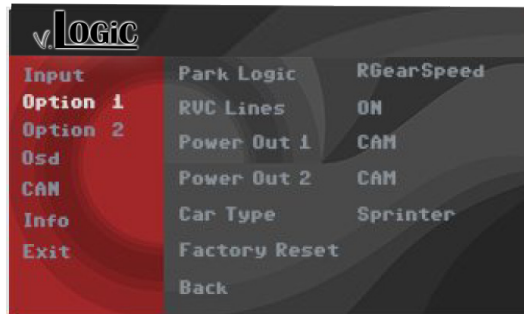 v.LOGiC
Input
Option 1
Option 2
Osd
CAN
Info
Exit
Park Logic RGearSpeed
RVC Lines ON
Power Out 1 CAM
Power Out 2 CAM
Car Type Sprinter
Factory Reset
Back